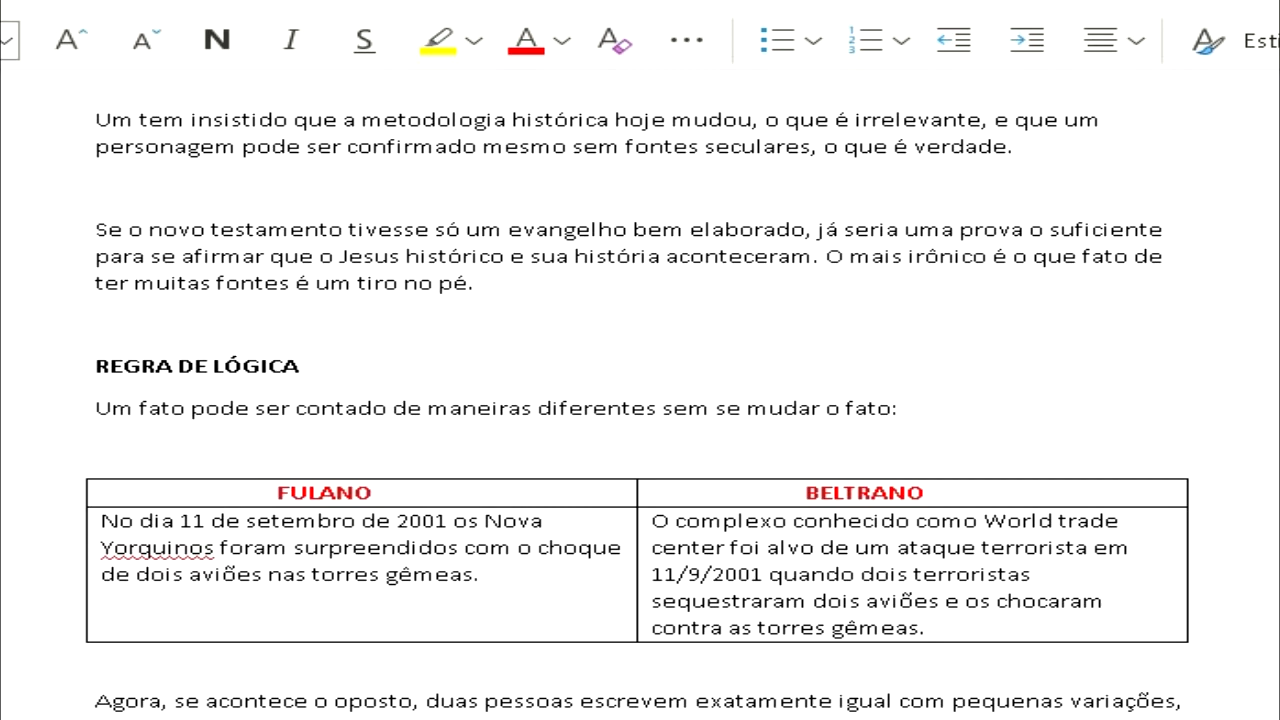 N I S A Esti
Um tem insistido que a metodologia histórica hoje mudou, o que é irrelevante, e que um
personagem pode ser confirmado mesmo sem fontes seculares, o que é verdade.
Se o novo testamento tivesse só um evangelho bem elaborado, já seria uma prova o suficiente
para se afirmar que o Jesus histórico e sua história aconteceram. O mais irônico é o que fato de
ter muitas fontes é um tiro no pé.
REGRA DE LÓGICA
Um fato pode ser contado de maneiras diferentes sem se mudar o fato:
FULANO
No dia 11 de setembro de 2001 os Nova
Yorquinos foram surpreendidos com o choque
de dois aviões nas torres gêmeas.
BELTRANO
O complexo conhecido como World trade
center foi alvo de um ataque terrorista em
11/9/2001 quando dois terroristas
sequestraram dois aviões e os chocaram
contra as torres gêmeas.
Agora, se acontece o oposto, duas pessoas escrevem exatamente igual com pequenas variações,